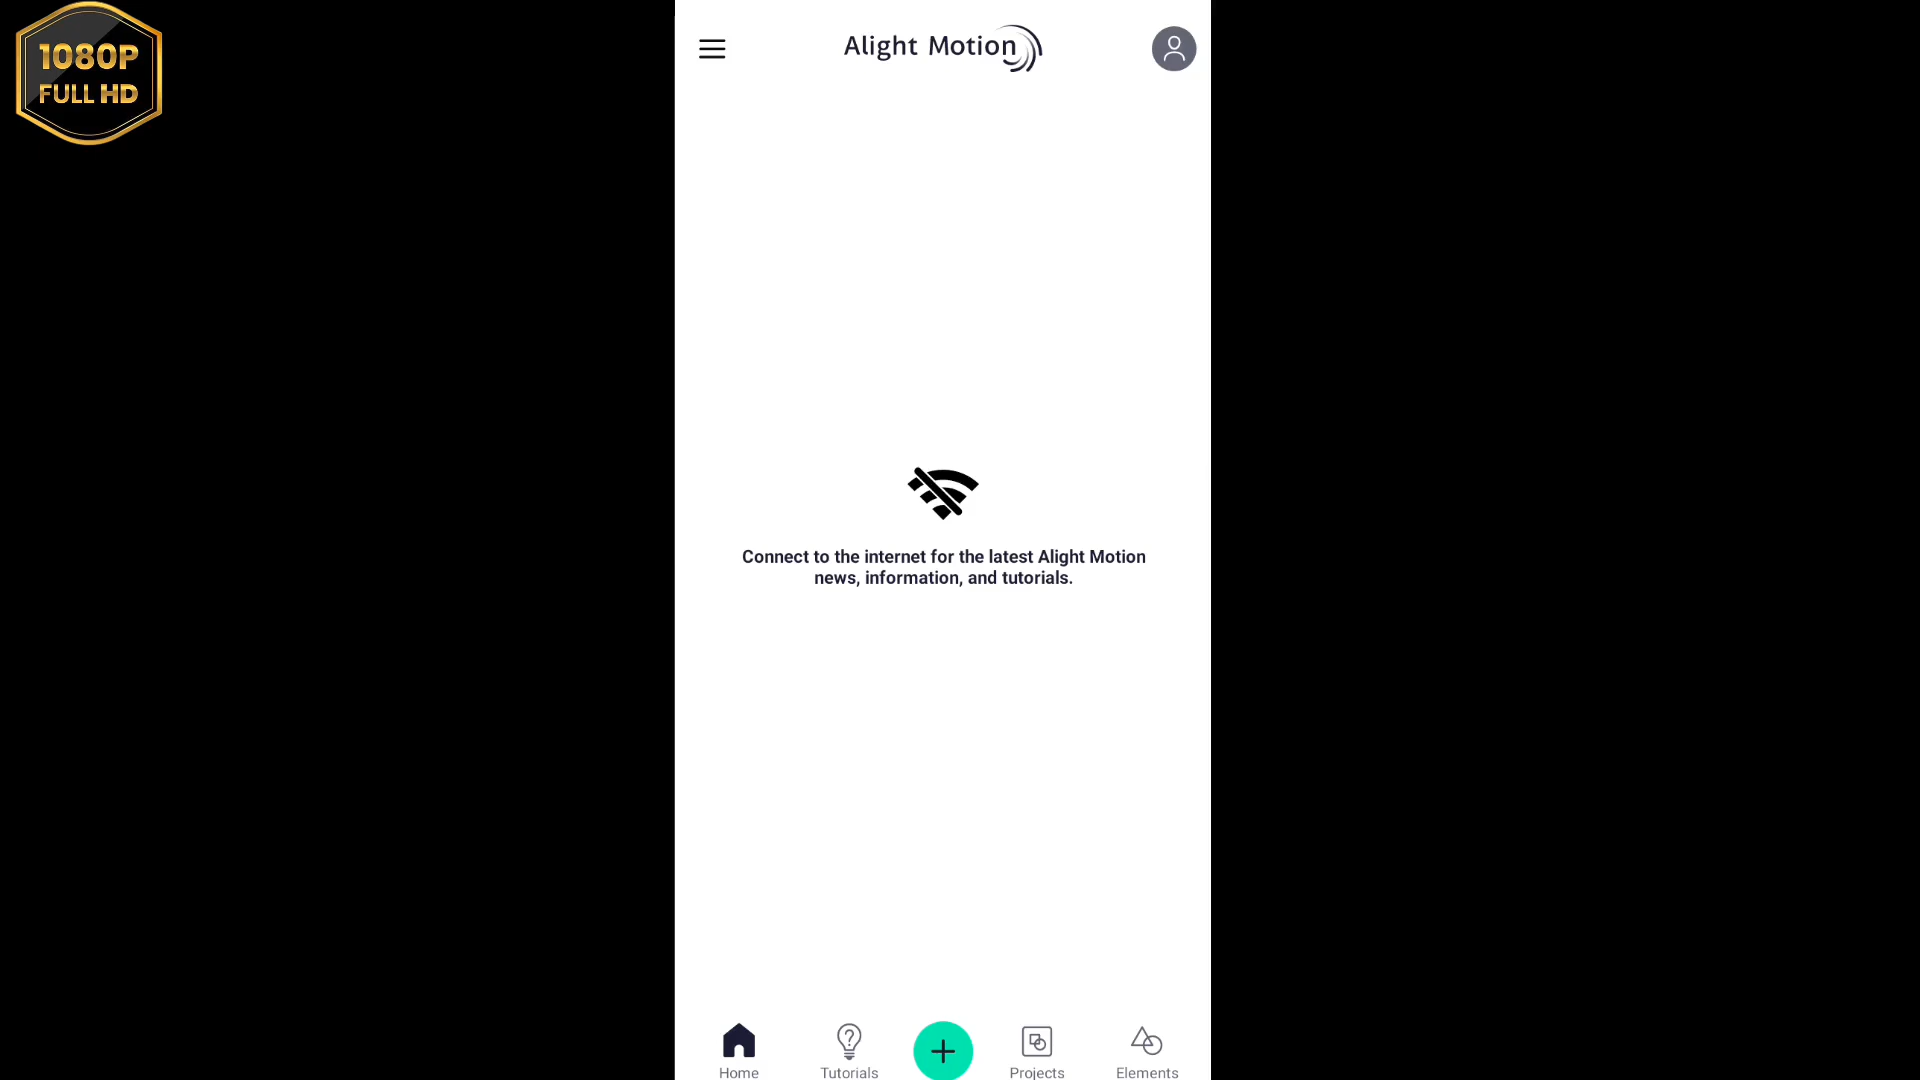 1080P
FULL HD
Alight Motion
Connect to the internet for the latest Alight Motion
news, information, and tutorials.
Home
Tutorials
Projects
Elements